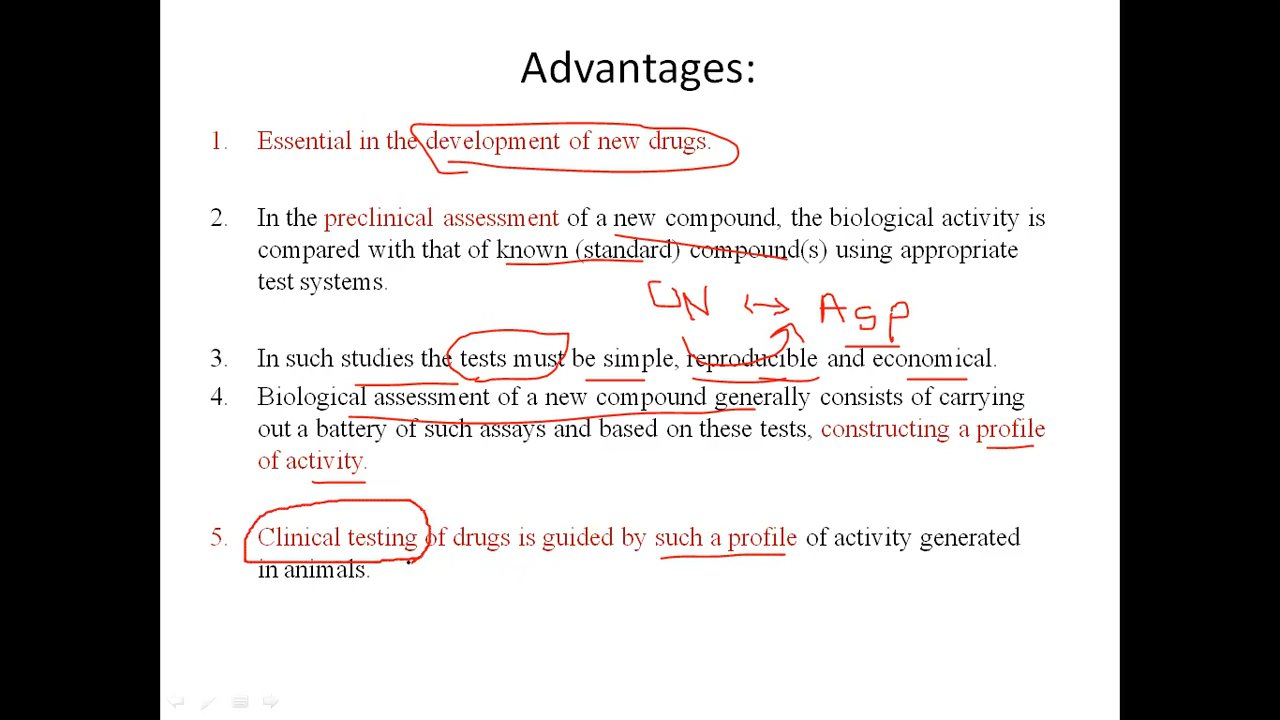 Advantages:
1. Essential in the development of new drugs.
2. In the preclinical assessment of a new compound, the biological activity is
compared with that of known (standard) compound(s) using appropriate
test systems.
N ↔ Asp
3. In such studies the tests must be simple, reproducible and economical.
4. Biological assessment of a new compound generally consists of carrying
out a battery of such assays and based on these tests, constructing a profile
of activity.
5. Clinical testing of drugs is guided by such a profile of activity generated
in animals.